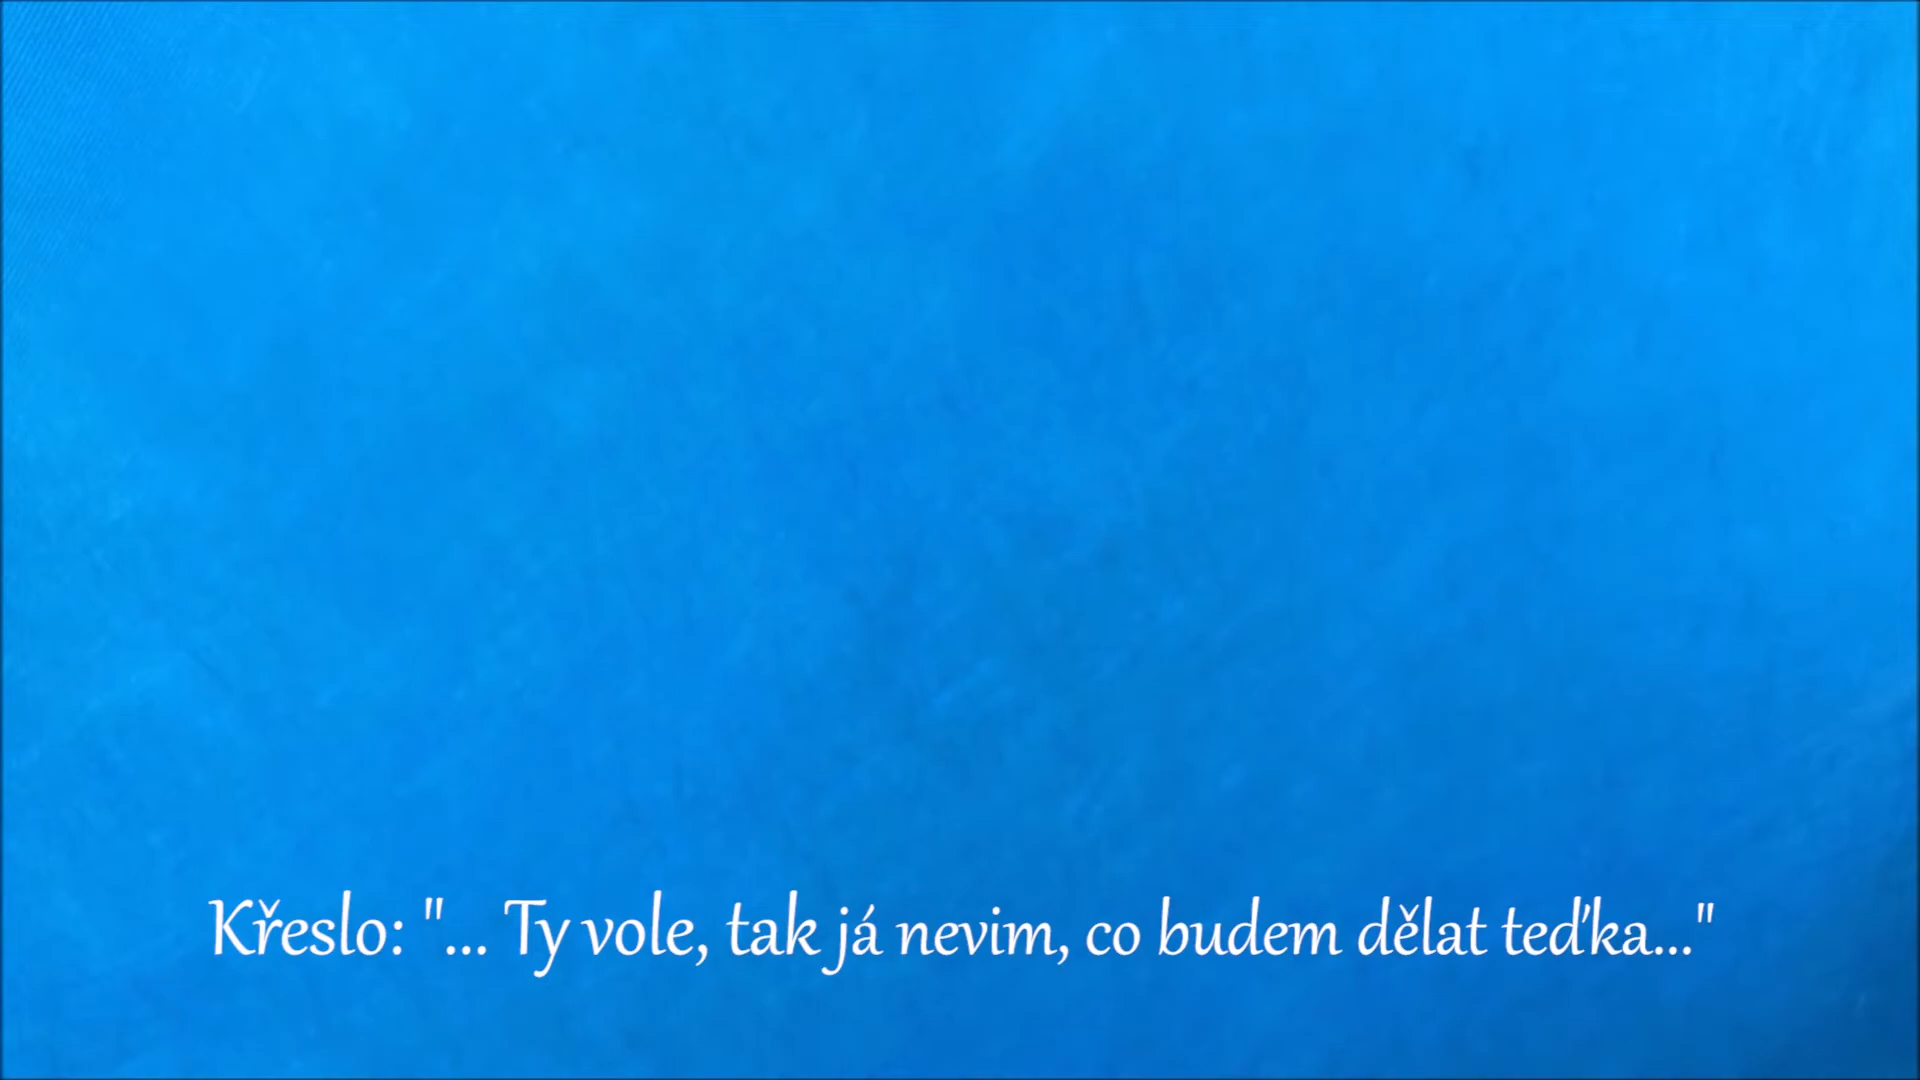 Křeslo: "... Ty vole, tak já nevim, co budem dělat teďka..."